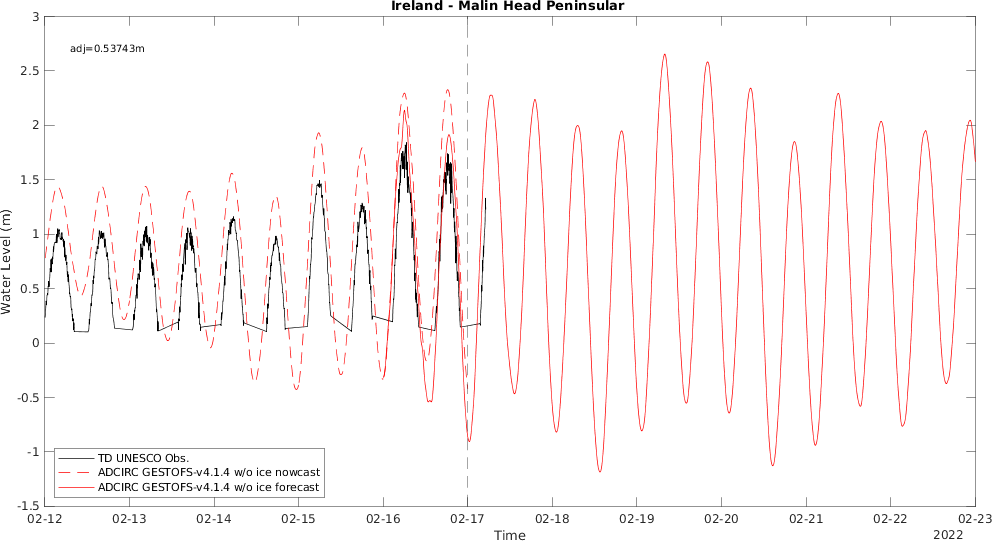 Ireland - Malin Head Peninsular
adj=0.53743m
3
2.5
2
1.5
1
0.5
0
-0.5
-1
-1.5
Water Level (m)
TD UNESCO Obs.
ADCIRC GESTOFS-v4.1.4 w/o ice nowcast
ADCIRC GESTOFS-v4.1.4 w/o ice forecast
02-12 02-13 02-14 02-15 02-16 02-17 02-18 02-19 02-20 02-21 02-22 02-23
Time
2022